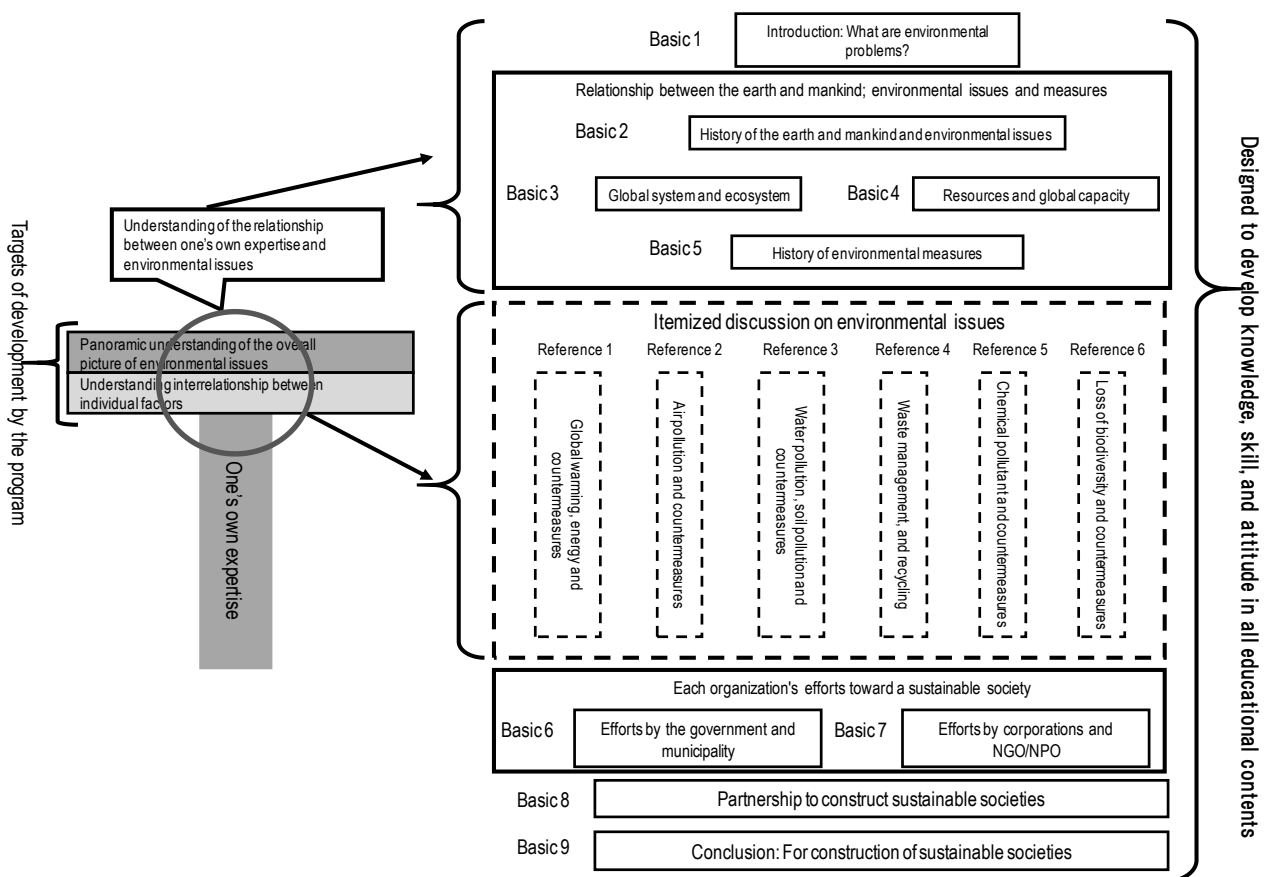 Basic 1
Introduction: What are environmental
problems?
Relationship between the earth and mankind; environmental issues and measures
Basic 2
History of the earth and mankind and environmental issues
Basic 3
Global system and ecosystem
Basic 4
Resources and global capacity
Basic 5
History of environmental measures
Understanding of the relationship
between one's own expertise and
environmental issues
Targets of development by the program
Panoramic understanding of the overall
picture of environmental issues
Understanding interrelationship between
individual factors
One's own expertise
Itemized discussion on environmental issues
Reference 1
Reference 2
Reference 3
Reference 4
Reference 5
Reference 6
Global warming, energy and
countermeasures
Air pollution and countermeasures
Water pollution, soil pollution and
countermeasures
Waste management, and recycling
Chemical pollutant and countermeasures
Loss of biodiversity and countermeasures
Each organization's efforts toward a sustainable society
Basic 6
Efforts by the government and
municipality
Basic 7
Efforts by corporations and
NGO/NPO
Basic 8
Partnership to construct sustainable societies
Basic 9
Conclusion: For construction of sustainable societies
Designed to develop knowledge, skill, and attitude in all educational contents